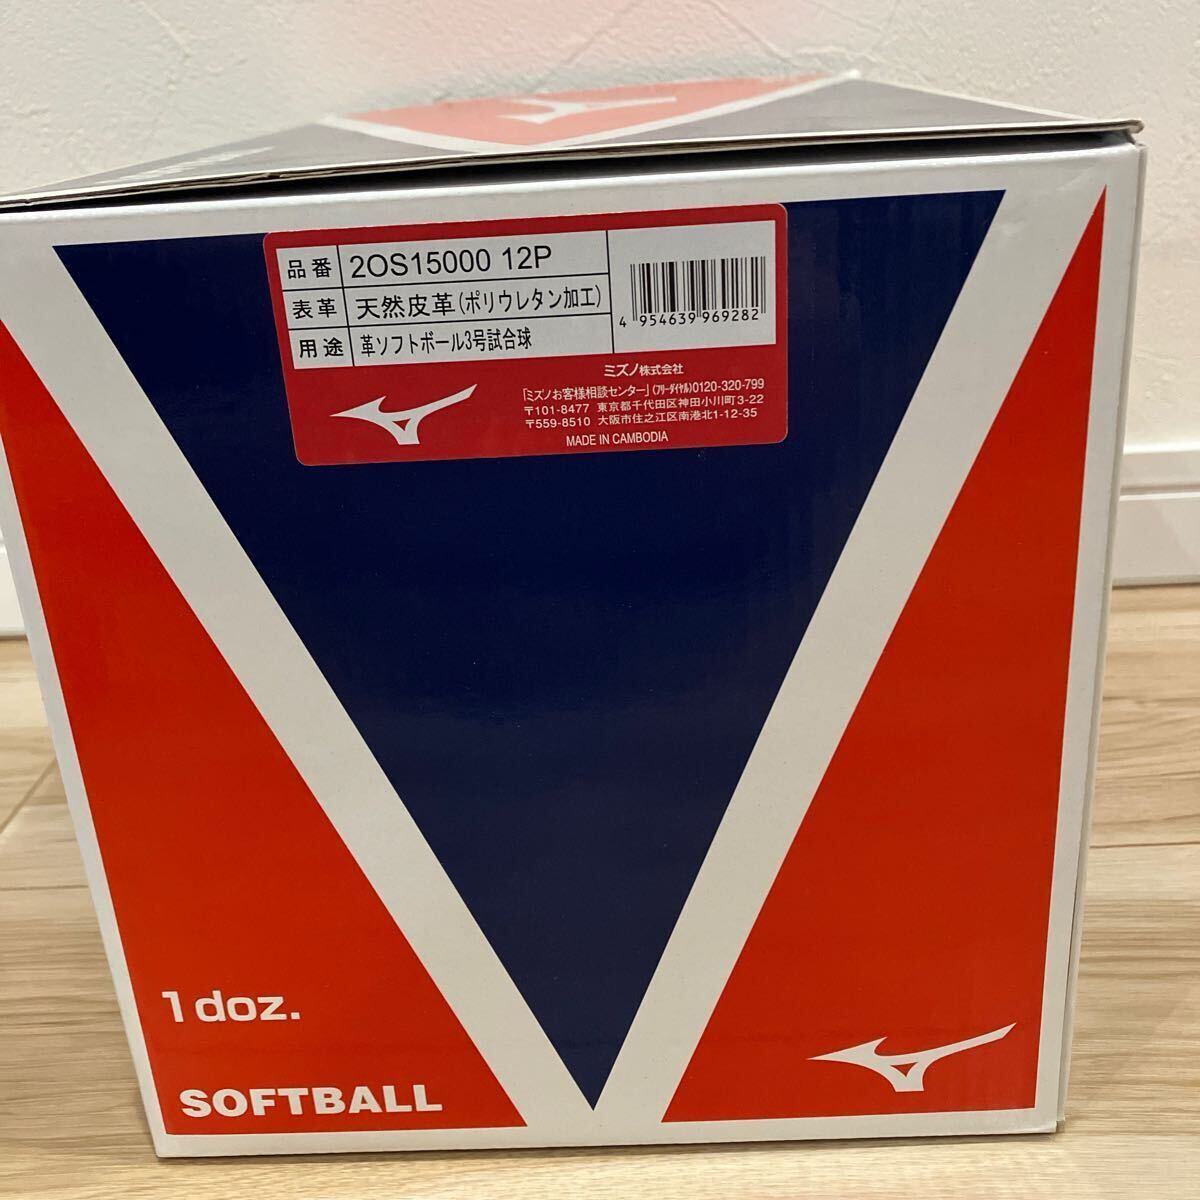 品番 2OS15000 12P
表革 天然皮革(ポリウレタン加工)
用途 革ソフトボール3号試合球
4 954639 969282
ミズノ株式会社
「ミズノお客様相談センター」(フリーダイヤル)0120-320-799
〒101-8477 東京都千代田区神田小川町3-22
〒559-8510 大阪市住之江区南港北1-12-35
MADE IN CAMBODIA
1doz.
SOFTBALL